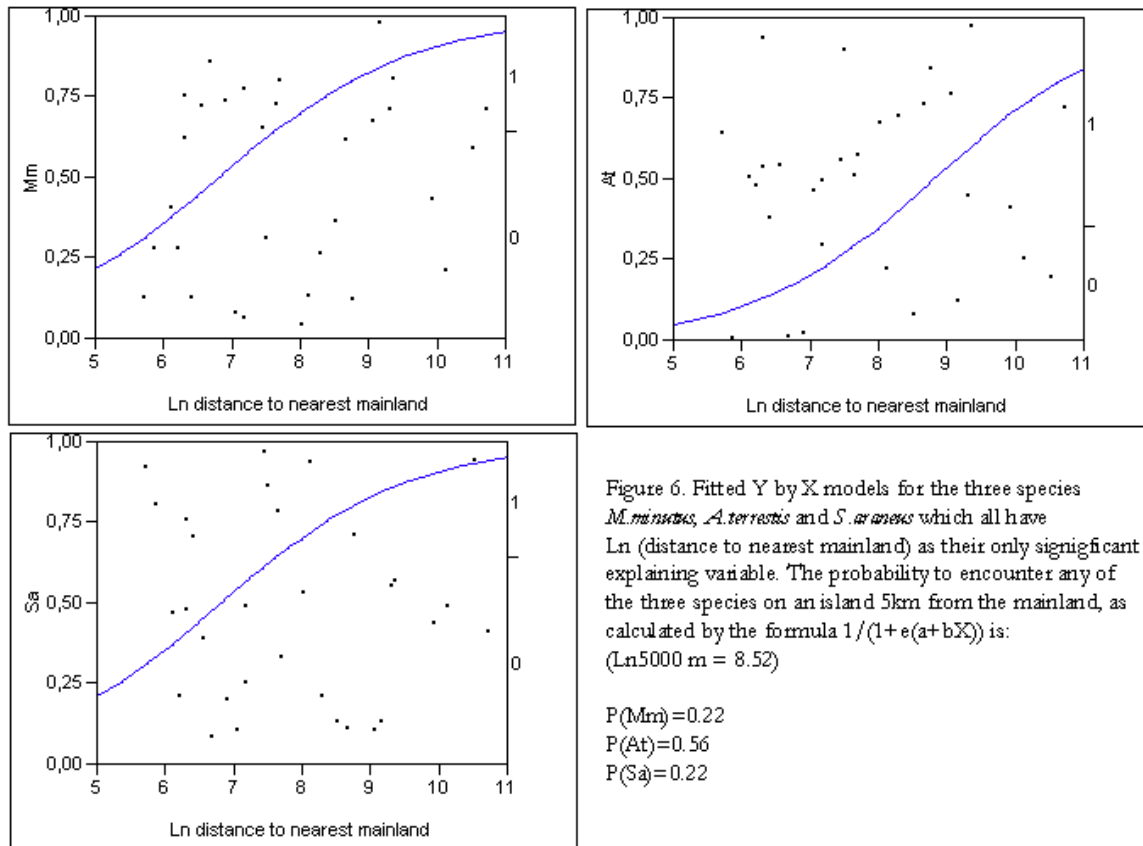 1,00
0,75
0,50
0,25
0,00
Mm
1
0
5 6 7 8 9 10 11
Ln distance to nearest mainland
1,00
0,75
0,50
0,25
0,00
At
1
0
5 6 7 8 9 10 11
Ln distance to nearest mainland
1,00
0,75
0,50
0,25
0,00
Sa
1
0
5 6 7 8 9 10 11
Ln distance to nearest mainland
Figure 6. Fitted Y by X models for the three species
M.minutus, A.terrestis and S.araneus which all have
Ln (distance to nearest mainland) as their only signigficant
explaining variable. The probability to encounter any of
the three species on an island 5km from the mainland, as
calculated by the formula 1/(1+e(a+bX)) is:
(Ln5000 m = 8.52)
P(Mm)=0.22
P(At)=0.56
P(Sa)=0.22